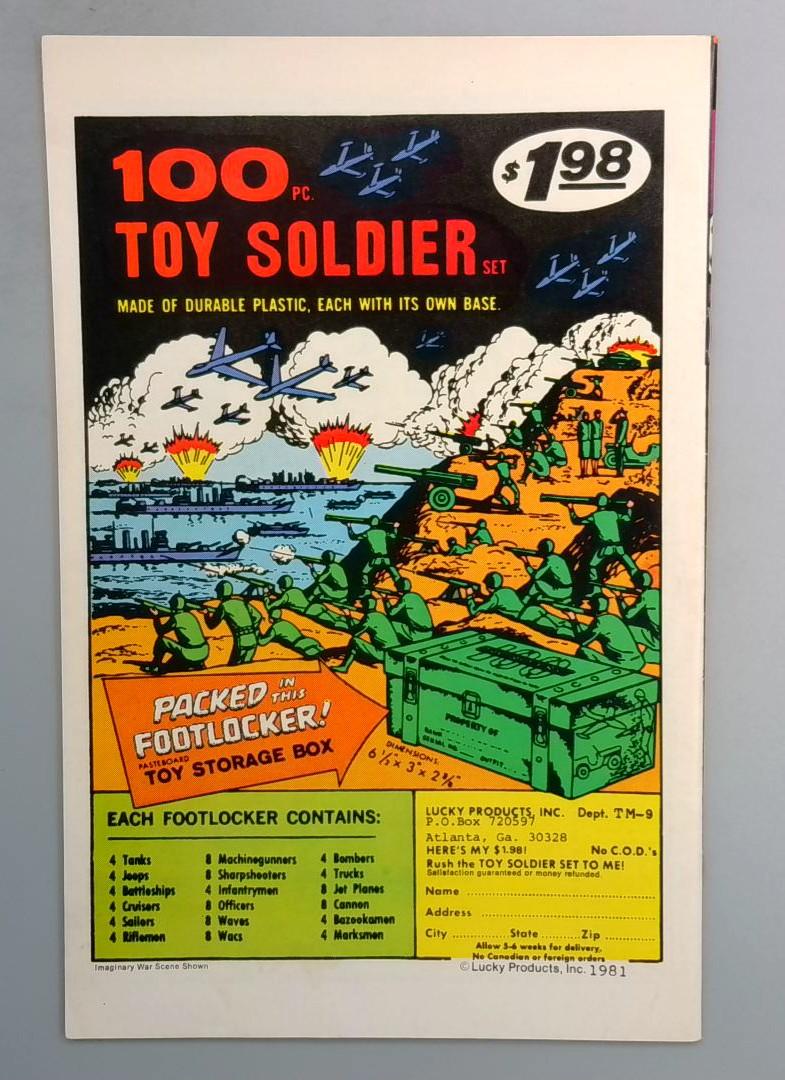 100 PC.
$1.98
TOY SOLDIER SET
MADE OF DURABLE PLASTIC, EACH WITH ITS OWN BASE.
PACKED IN THIS
FOOTLOCKER!
PASTEBOARD
TOY STORAGE BOX
PROPERTY OF
NAME
SERIAL NO. OUTFIT
DIMENSIONS:
EACH FOOTLOCKER CONTAINS:
4 Tanks
4 Jeeps
4 Battleships
4 Cruisers
4 Sailors
4 Riflemen
8 Machinegunners
8 Sharpshooters
4 Infantrymen
8 Officers
8 Waves
8 Wacs
4 Bombers
4 Trucks
8 Jet Planes
8 Cannon
4 Bazookamen
4 Marksmen
LUCKY PRODUCTS, INC. Dept. TM-9
P.O.Box 720597
Atlanta, Ga. 30328
HERE'S MY $1.98! No C.O.D.'s
Rush the TOY SOLDIER SET TO ME!
Satisfaction guaranteed or money refunded.
Name
Address
City State Zip
Allow 5-6 weeks for delivery,
No Canadian or foreign orders
Imaginary War Scene Shown
© Lucky Products, Inc. 1981